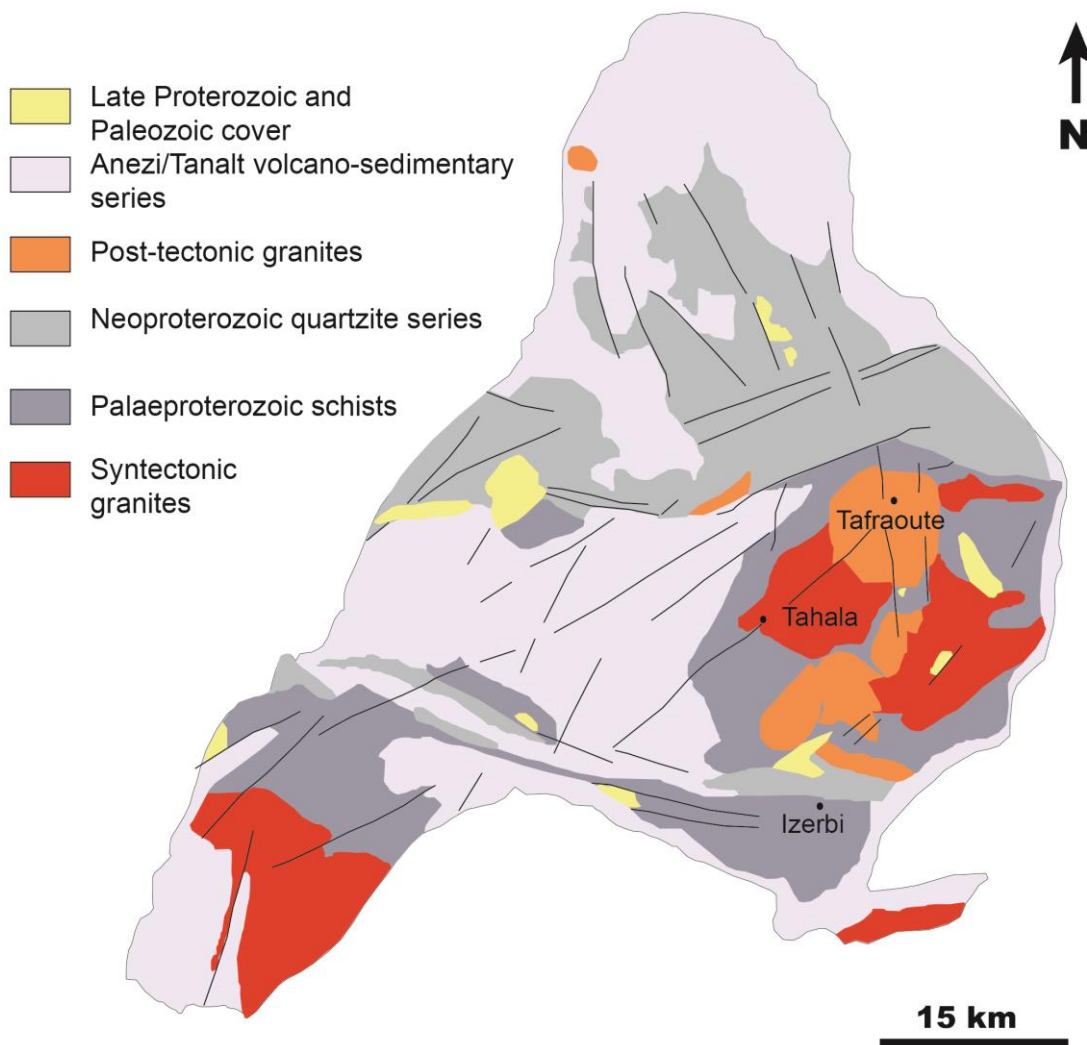 Late Proterozoic and
Paleozoic cover
Anezi/Tanalt volcano-sedimentary
series
Post-tectonic granites
Neoproterozoic quartzite series
Palaeproterozoic schists
Syntectonic
granites
N
Tafraoute
Tahala
Izerbi
15 km